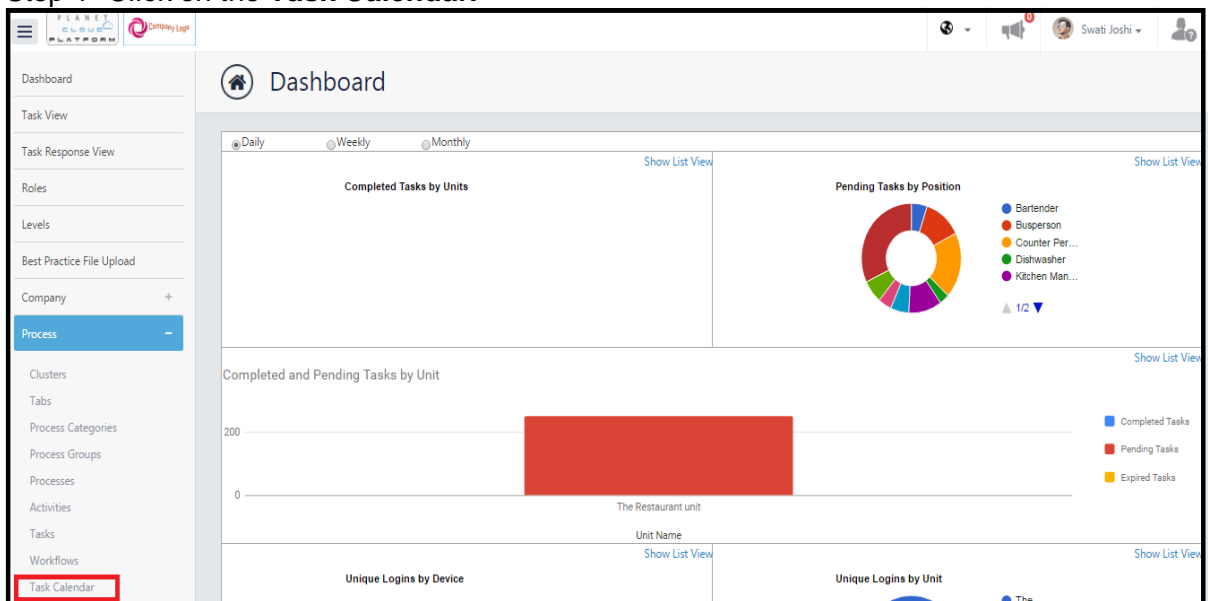 Step 4- Click on the Task Calendar.
PLANET
CLOUD
PLATFORM
Company Logo
0
Swati Joshi
Dashboard
Task View
Task Response View
Roles
Levels
Best Practice File Upload
Company +
Process -
Clusters
Tabs
Process Categories
Process Groups
Processes
Activities
Tasks
Workflows
Task Calendar
Dashboard
Daily Weekly Monthly
Show List View
Completed Tasks by Units
Show List View
Pending Tasks by Position
Bartender
Busperson
Counter Per...
Dishwasher
Kitchen Man...
1/2
Show List View
Completed and Pending Tasks by Unit
200
0
The Restaurant unit
Unit Name
Completed Tasks
Pending Tasks
Expired Tasks
Show List View
Unique Logins by Device
Show List View
Unique Logins by Unit
The